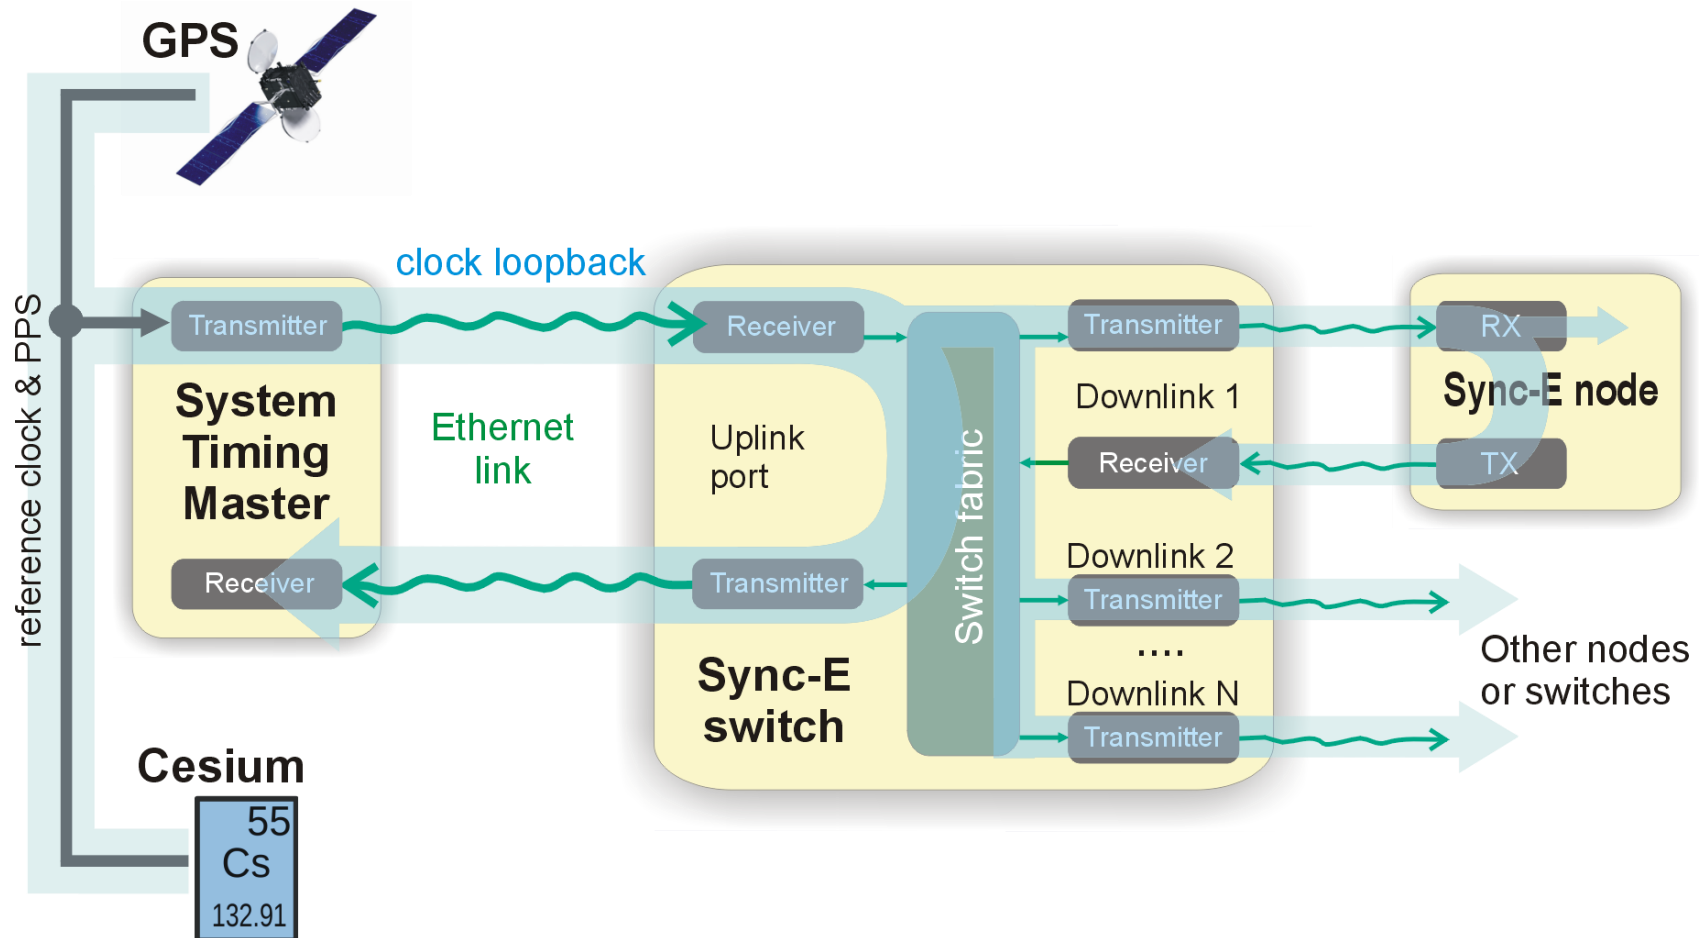 GPS
clock loopback
reference clock & PPS
Transmitter
Receiver
Transmitter
RX
System
Timing
Master
Ethernet
link
Uplink
port
Switch fabric
Downlink 1
Sync-E node
Receiver
TX
Downlink 2
Receiver
Transmitter
Transmitter
....
Other nodes
or switches
Sync-E
switch
Downlink N
Transmitter
Cesium
55
Cs
132.91